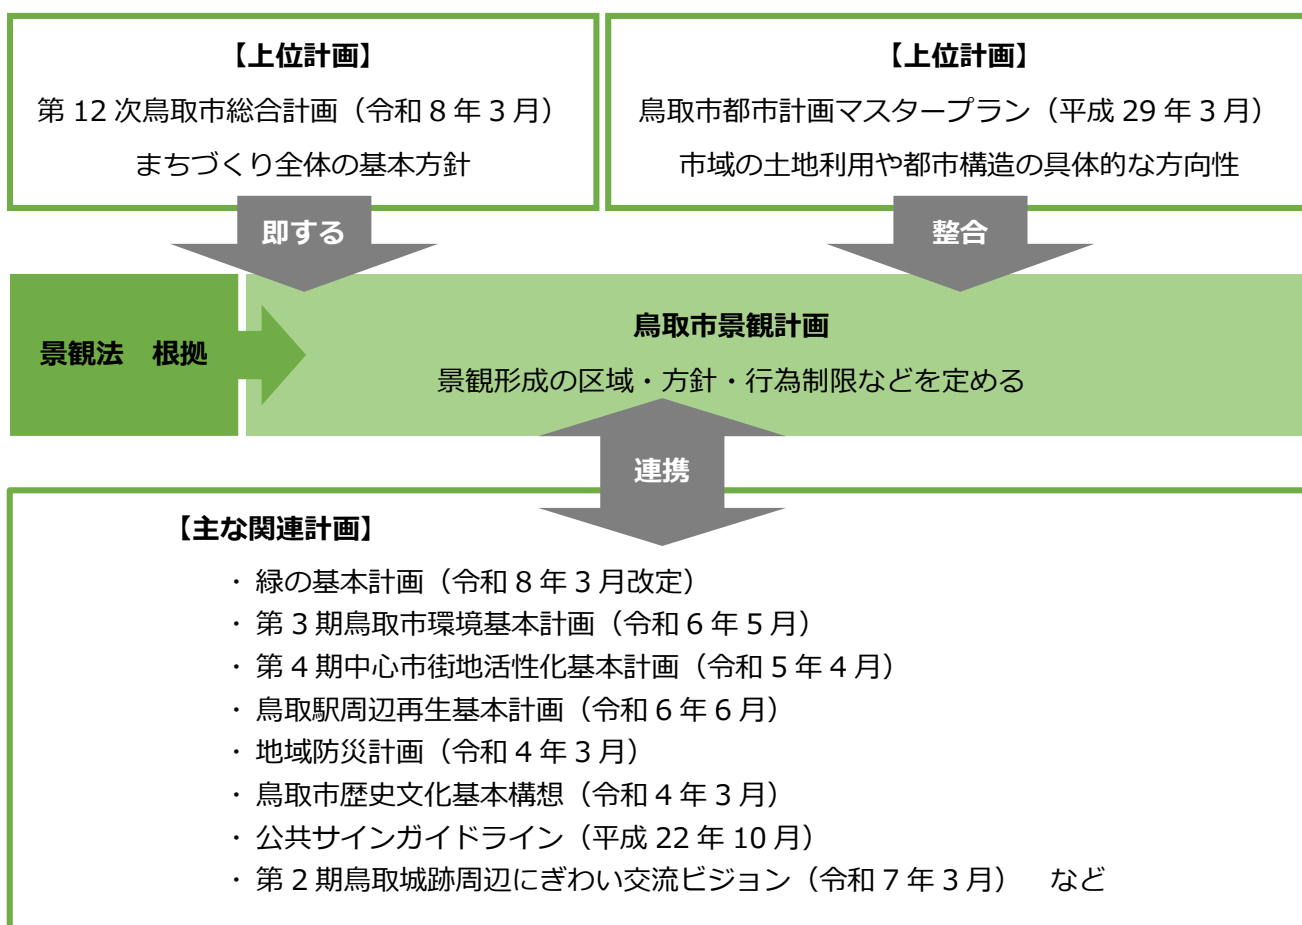 【上位計画】
第 12 次鳥取市総合計画（令和 8 年 3 月）
まちづくり全体の基本方針
【上位計画】
鳥取市都市計画マスタープラン（平成 29 年 3 月）
市域の土地利用や都市構造の具体的な方向性
即する
整合
景観法　根拠
鳥取市景観計画
景観形成の区域・方針・行為制限などを定める
連携
【主な関連計画】
・ 緑の基本計画（令和 8 年 3 月改定）
・ 第 3 期鳥取市環境基本計画（令和 6 年 5 月）
・ 第 4 期中心市街地活性化基本計画（令和 5 年 4 月）
・ 鳥取駅周辺再生基本計画（令和 6 年 6 月）
・ 地域防災計画（令和 4 年 3 月）
・ 鳥取市歴史文化基本構想（令和 4 年 3 月）
・ 公共サインガイドライン（平成 22 年 10 月）
・ 第 2 期鳥取城跡周辺にぎわい交流ビジョン（令和 7 年 3 月）　など